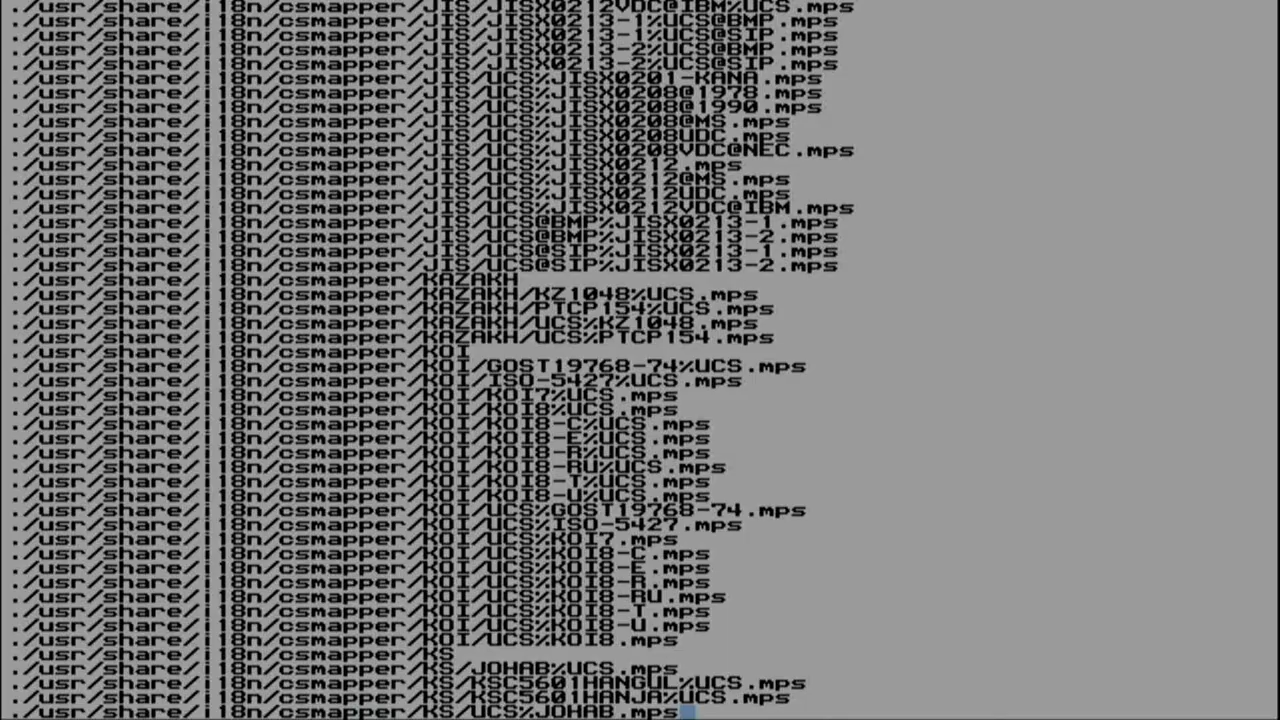 ./usr/share/i18n/csmapper/JIS/JISX0212VDC@IBM%UCS.mps
./usr/share/i18n/csmapper/JIS/JISX0213-1%UCS@BMP.mps
./usr/share/i18n/csmapper/JIS/JISX0213-1%UCS@SIP.mps
./usr/share/i18n/csmapper/JIS/JISX0213-2%UCS@BMP.mps
./usr/share/i18n/csmapper/JIS/JISX0213-2%UCS@SIP.mps
./usr/share/i18n/csmapper/JIS/UCS%JISX0201-KANA.mps
./usr/share/i18n/csmapper/JIS/UCS%JISX0208@1978.mps
./usr/share/i18n/csmapper/JIS/UCS%JISX0208@1990.mps
./usr/share/i18n/csmapper/JIS/UCS%JISX0208@MS.mps
./usr/share/i18n/csmapper/JIS/UCS%JISX0208UDC.mps
./usr/share/i18n/csmapper/JIS/UCS%JISX0208VDC@NEC.mps
./usr/share/i18n/csmapper/JIS/UCS%JISX0212.mps
./usr/share/i18n/csmapper/JIS/UCS%JISX0212@MS.mps
./usr/share/i18n/csmapper/JIS/UCS%JISX0212UDC.mps
./usr/share/i18n/csmapper/JIS/UCS%JISX0212VDC@IBM.mps
./usr/share/i18n/csmapper/JIS/UCS@BMP%JISX0213-1.mps
./usr/share/i18n/csmapper/JIS/UCS@BMP%JISX0213-2.mps
./usr/share/i18n/csmapper/JIS/UCS@SIP%JISX0213-1.mps
./usr/share/i18n/csmapper/JIS/UCS@SIP%JISX0213-2.mps
./usr/share/i18n/csmapper/KAZAKH
./usr/share/i18n/csmapper/KAZAKH/KZ1048%UCS.mps
./usr/share/i18n/csmapper/KAZAKH/PTCP154%UCS.mps
./usr/share/i18n/csmapper/KAZAKH/UCS%KZ1048.mps
./usr/share/i18n/csmapper/KAZAKH/UCS%PTCP154.mps
./usr/share/i18n/csmapper/KOI
./usr/share/i18n/csmapper/KOI/GOST19768-74%UCS.mps
./usr/share/i18n/csmapper/KOI/ISO-5427%UCS.mps
./usr/share/i18n/csmapper/KOI/KOI7%UCS.mps
./usr/share/i18n/csmapper/KOI/KOI8%UCS.mps
./usr/share/i18n/csmapper/KOI/KOI8-C%UCS.mps
./usr/share/i18n/csmapper/KOI/KOI8-E%UCS.mps
./usr/share/i18n/csmapper/KOI/KOI8-R%UCS.mps
./usr/share/i18n/csmapper/KOI/KOI8-RU%UCS.mps
./usr/share/i18n/csmapper/KOI/KOI8-T%UCS.mps
./usr/share/i18n/csmapper/KOI/KOI8-U%UCS.mps
./usr/share/i18n/csmapper/KOI/UCS%GOST19768-74.mps
./usr/share/i18n/csmapper/KOI/UCS%ISO-5427.mps
./usr/share/i18n/csmapper/KOI/UCS%KOI7.mps
./usr/share/i18n/csmapper/KOI/UCS%KOI8-C.mps
./usr/share/i18n/csmapper/KOI/UCS%KOI8-E.mps
./usr/share/i18n/csmapper/KOI/UCS%KOI8-R.mps
./usr/share/i18n/csmapper/KOI/UCS%KOI8-RU.mps
./usr/share/i18n/csmapper/KOI/UCS%KOI8-T.mps
./usr/share/i18n/csmapper/KOI/UCS%KOI8-U.mps
./usr/share/i18n/csmapper/KOI/UCS%KOI8.mps
./usr/share/i18n/csmapper/KS
./usr/share/i18n/csmapper/KS/JOHAB%UCS.mps
./usr/share/i18n/csmapper/KS/KSC5601HANGUL%UCS.mps
./usr/share/i18n/csmapper/KS/KSC5601HANJA%UCS.mps
./usr/share/i18n/csmapper/KS/UCS%JOHAB.mps